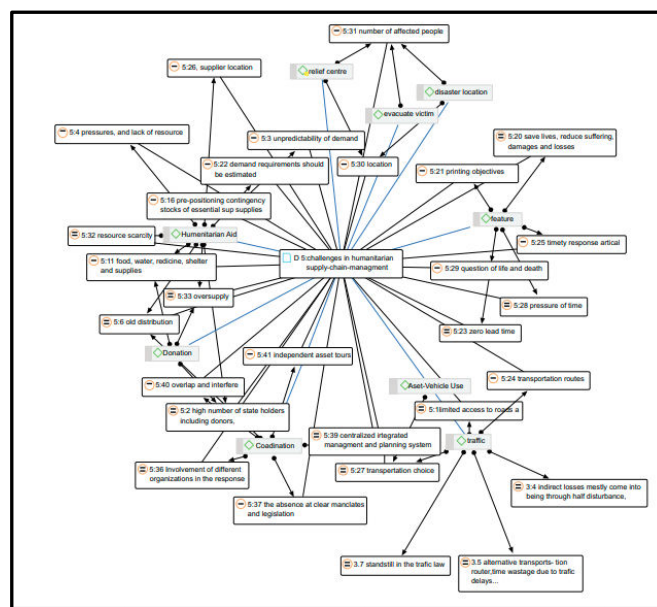 5:31 number of affected people
5:26, supplier location
relief centre
disaster location
evacuate victim
5:4 pressures, and lack of resource
5:3 unpredictability of demand
5:20 save lives, reduce suffering,
damages and losses
5:22 demand requirements should
be estimated
5:30 location
5:21 printing objectives
5:16 pre-positioning contingency
stocks of essential sup supplies
feature
5:32 resource scarcity
Humanitarian Aid
5:25 timety response artical
D 5:challenges in humanitarian
supply-chain-managment
5:11 food, water, redicine, shelter
and supplies
5:29 question of life and death
5:33 oversupply
5:28 pressure of time
5:6 old distribution
5:23 zero lead time
Donation
5:41 independent asset tours
5:24 transportation routes
5:40 overlap and interfere
Aset-Vehicle Use
5:2 high number of state holders
including donors,
5:1limited access to roads a
5:39 centralized integrated
managment and planning system
Coadination
traffic
5:36 Involvement of different
organizations in the response
5:27 transportation choice
3:4 indirect losses mestly come into
being through half disturbance,
5:37 the absence at clear manclates
and legislation
3.7 standstill in the trafic law
3.5 alternative transports- tion
router,time wastage due to trafic
delays...